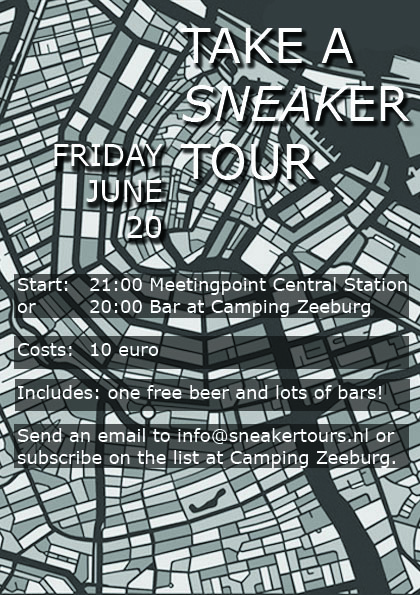 TAKE A
SNEAKER
TOUR
FRIDAY
JUNE
20
Start: 21:00 Meetingpoint Central Station
or 20:00 Bar at Camping Zeeburg
Costs: 10 euro
Includes: one free beer and lots of bars!
Send an email to info@sneakertours.nl or
subscribe on the list at Camping Zeeburg.